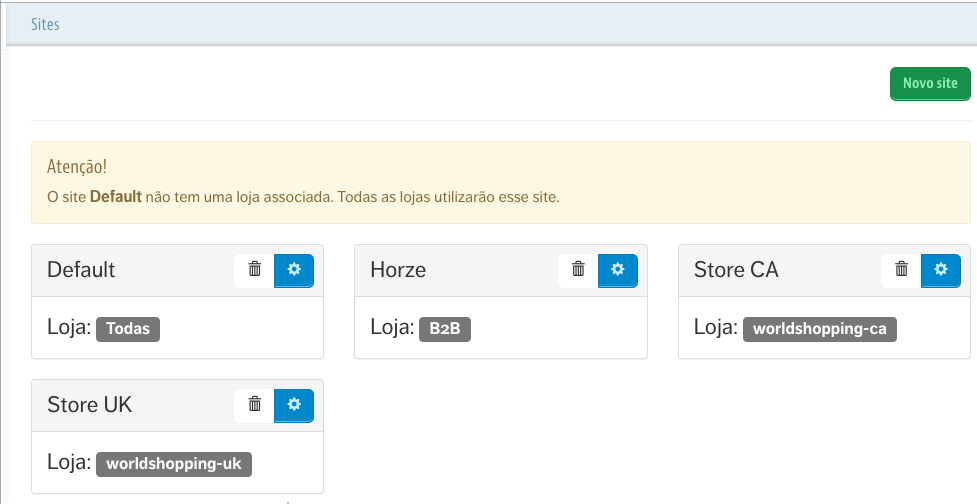 Sites
Novo site
Atenção!
O site Default não tem uma loja associada. Todas as lojas utilizarão esse site.
Default
Loja: Todas
Horze
Loja: B2B
Store CA
Loja: worldshopping-ca
Store UK
Loja: worldshopping-uk